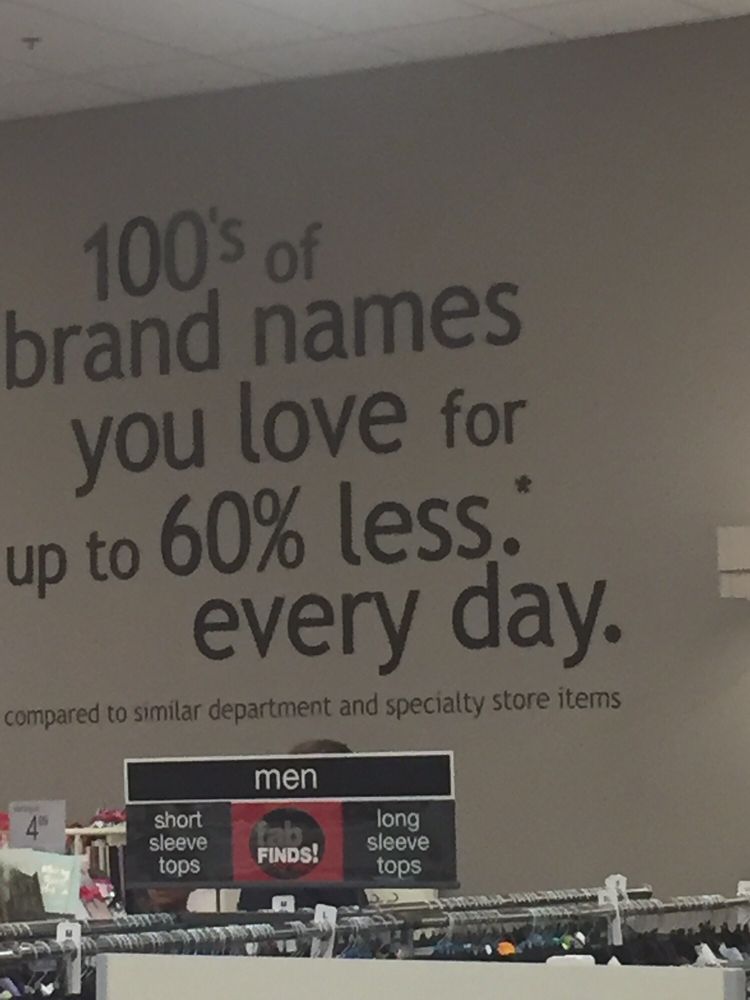 100's of
brand names
you love for
up to 60% less.*
every day.
compared to similar department and specialty store items
men
short
sleeve
tops
fab
FINDS!
long
sleeve
tops
4
M